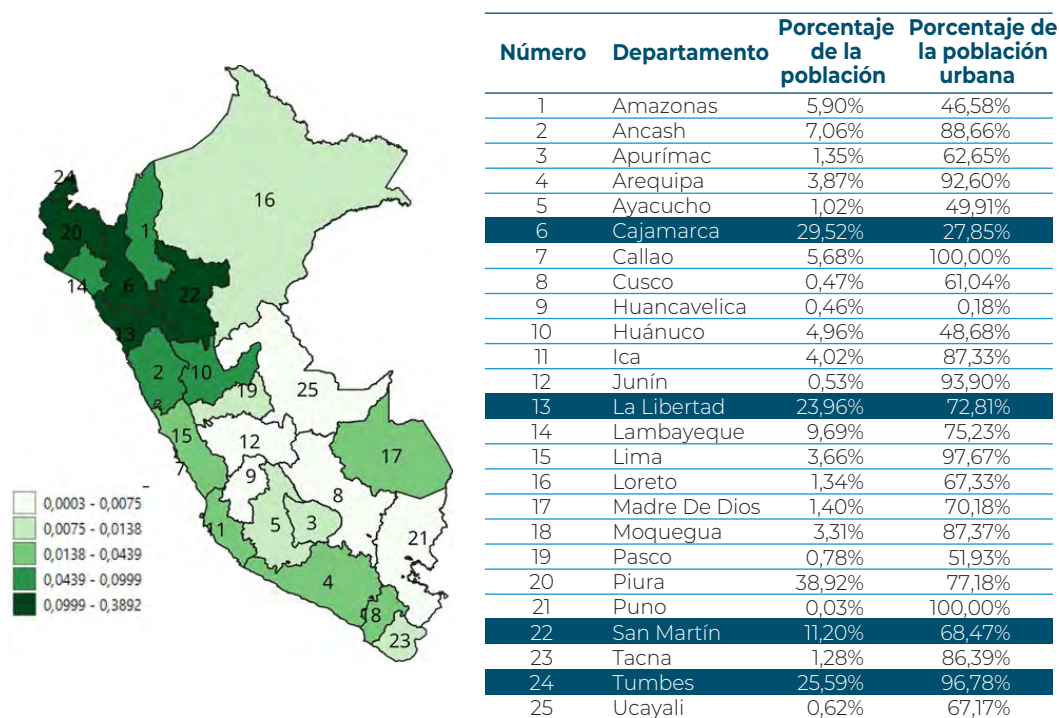 24
16
20
1
14
6
22
13
2
10
19
25
15
12
17
7
9
8
11
5
3
21
4
18
23
0,0003 - 0,0075
0,0075 - 0,0138
0,0138 - 0,0439
0,0439 - 0,0999
0,0999 - 0,3892
Número Departamento Porcentaje de la población Porcentaje de la población urbana
1 Amazonas 5,90% 46,58%
2 Ancash 7,06% 88,66%
3 Apurímac 1,35% 62,65%
4 Arequipa 3,87% 92,60%
5 Ayacucho 1,02% 49,91%
6 Cajamarca 29,52% 27,85%
7 Callao 5,68% 100,00%
8 Cusco 0,47% 61,04%
9 Huancavelica 0,46% 0,18%
10 Huánuco 4,96% 48,68%
11 Ica 4,02% 87,33%
12 Junín 0,53% 93,90%
13 La Libertad 23,96% 72,81%
14 Lambayeque 9,69% 75,23%
15 Lima 3,66% 97,67%
16 Loreto 1,34% 67,33%
17 Madre De Dios 1,40% 70,18%
18 Moquegua 3,31% 87,37%
19 Pasco 0,78% 51,93%
20 Piura 38,92% 77,18%
21 Puno 0,03% 100,00%
22 San Martín 11,20% 68,47%
23 Tacna 1,28% 86,39%
24 Tumbes 25,59% 96,78%
25 Ucayali 0,62% 67,17%